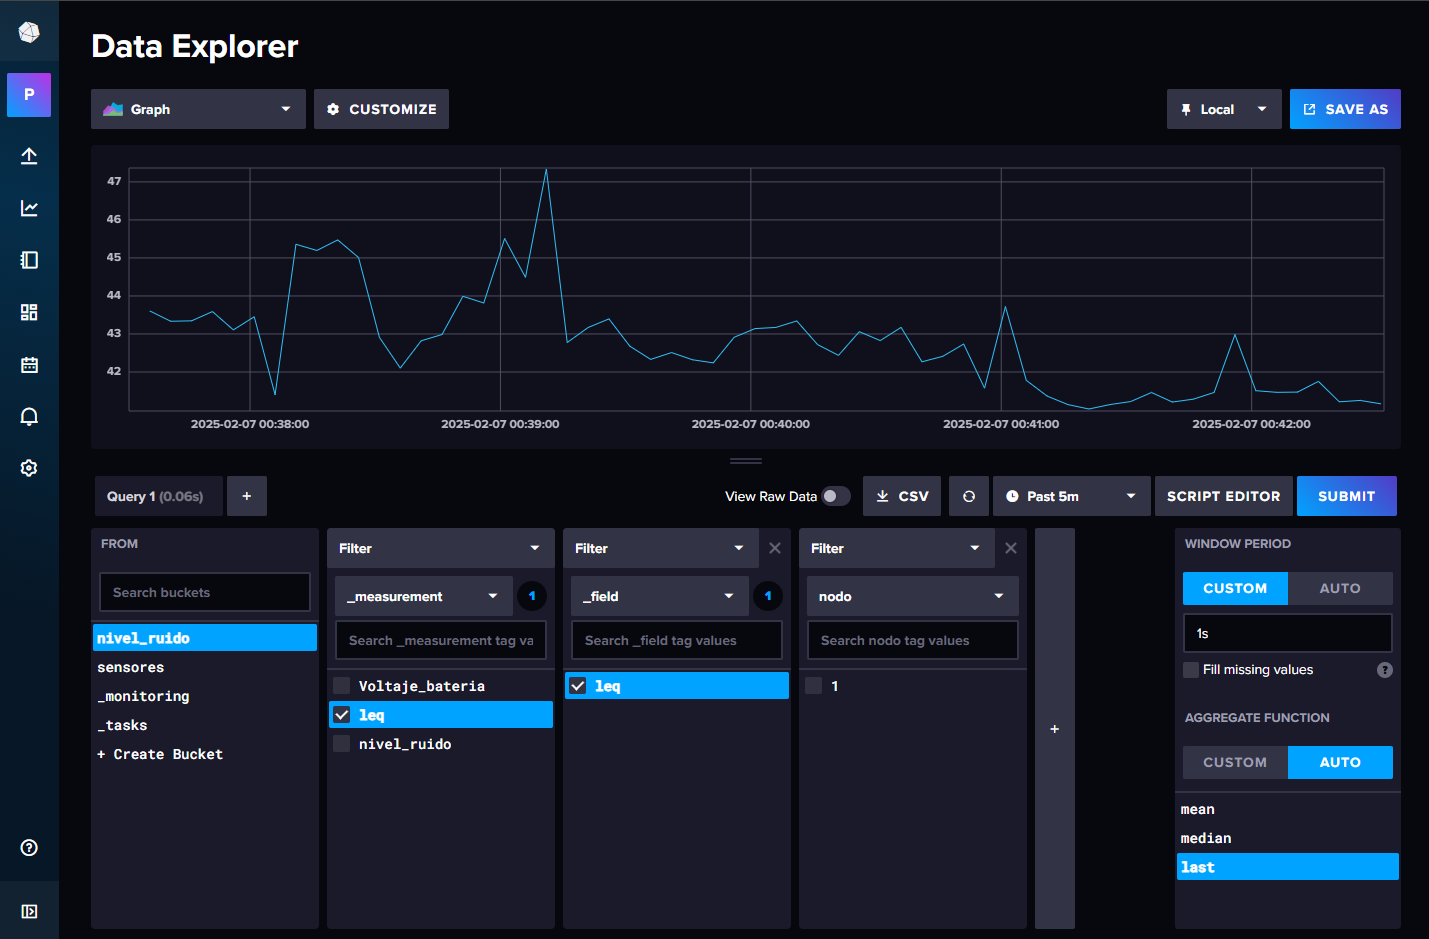 Data Explorer
P
Graph
CUSTOMIZE
Local
SAVE AS
47
46
45
44
43
42
2025-02-07 00:38:00
2025-02-07 00:39:00
2025-02-07 00:40:00
2025-02-07 00:41:00
2025-02-07 00:42:00
Query 1 (0.06s)
+
View Raw Data
CSV
Past 5m
SCRIPT EDITOR
SUBMIT
FROM
Search buckets
nivel_ruido
sensores
_monitoring
_tasks
+ Create Bucket
Filter
_measurement
1
Search _measurement tag va
Voltaje_bateria
leq
nivel_ruido
Filter
_field
1
Search _field tag values
leq
Filter
nodo
Search nodo tag values
1
+
WINDOW PERIOD
CUSTOM
AUTO
1s
Fill missing values
?
AGGREGATE FUNCTION
CUSTOM
AUTO
mean
median
last